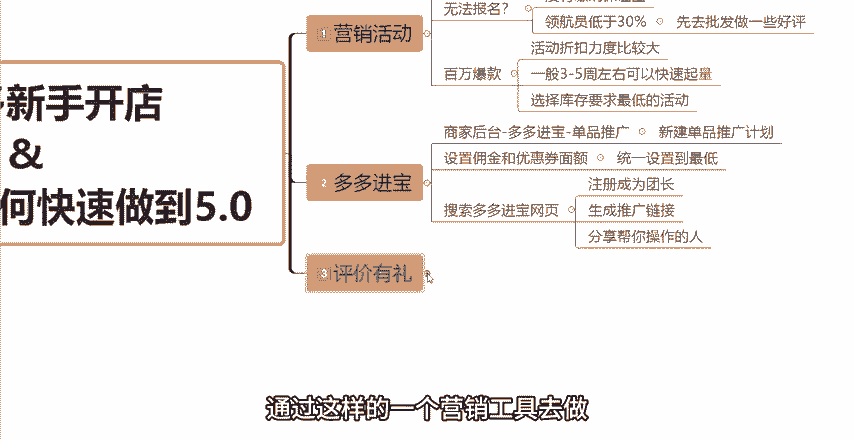 新手开店
&
何快速做到5.0
1 营销活动
无法报名?
领航员低于30%
先去批发做一些好评
百万爆款
活动折扣力度比较大
一般3-5周左右可以快速起量
选择库存要求最低的活动
2 多多进宝
商家后台-多多进宝-单品推广
新建单品推广计划
设置佣金和优惠券面额
统一设置到最低
搜索多多进宝网页
注册成为团长
生成推广链接
分享帮你操作的人
3 评价有礼
通过这样的一个营销工具去做